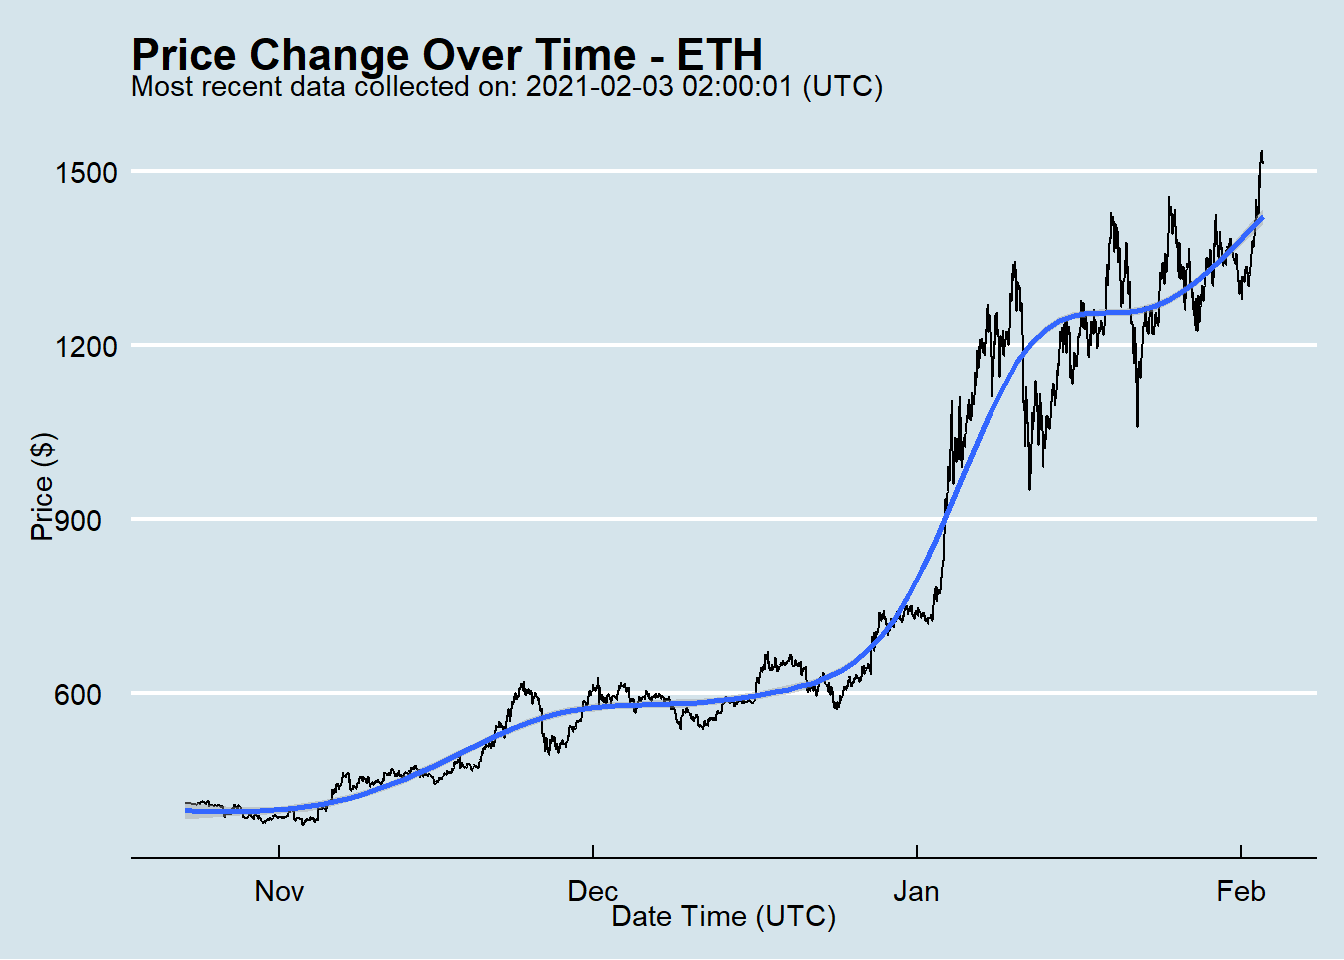 Price Change Over Time - ETH
Most recent data collected on: 2021-02-03 02:00:01 (UTC)
1500
1200
900
600
Price ($)
Nov
Dec
Jan
Feb
Date Time (UTC)